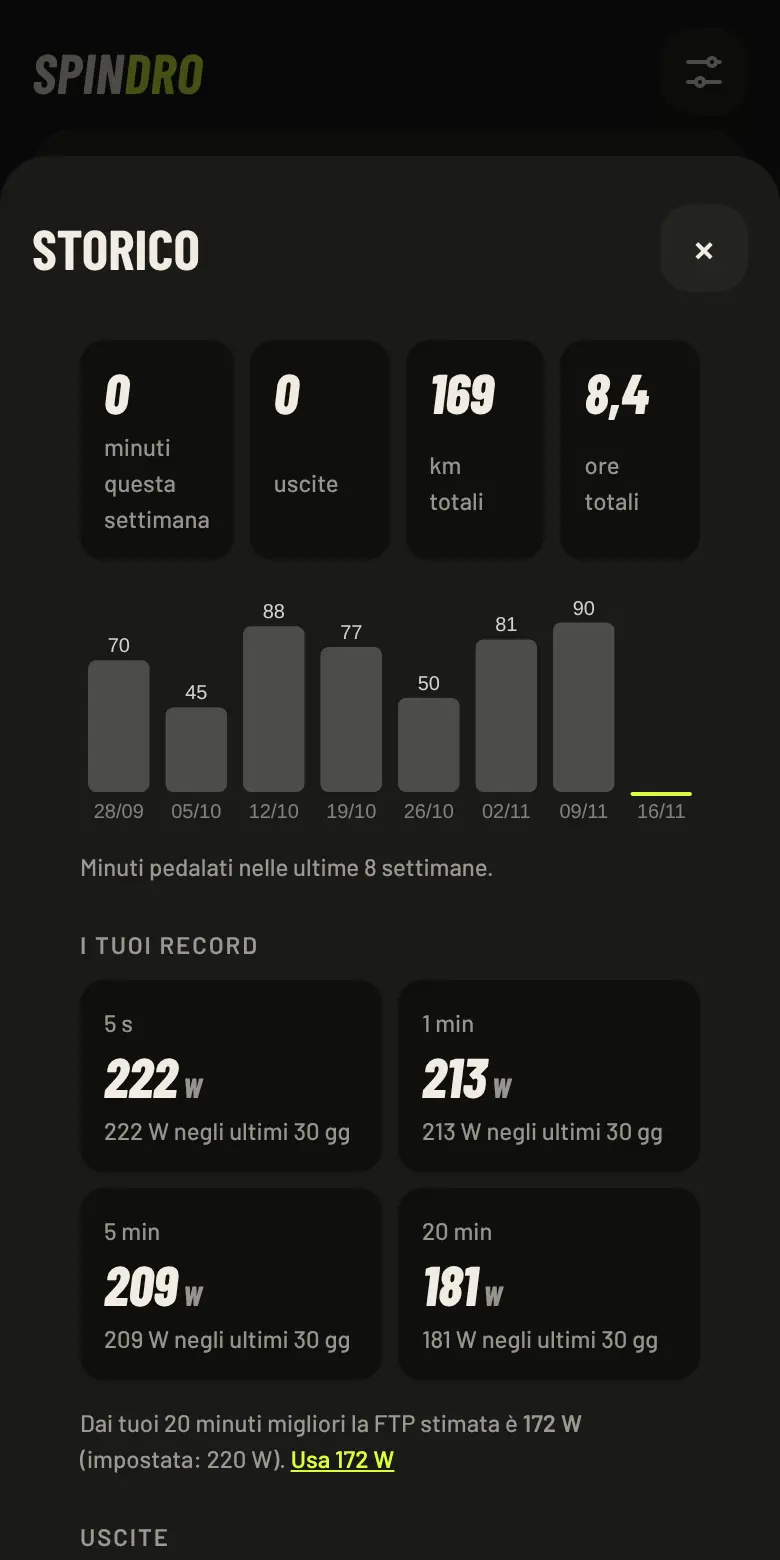 SPINDRO
STORICO
×
0
minuti
questa
settimana
0
uscite
169
km
totali
8,4
ore
totali
70
45
88
77
50
81
90
28/09 05/10 12/10 19/10 26/10 02/11 09/11 16/11
Minuti pedalati nelle ultime 8 settimane.
I TUOI RECORD
5 s
222 W
222 W negli ultimi 30 gg
1 min
213 W
213 W negli ultimi 30 gg
5 min
209 W
209 W negli ultimi 30 gg
20 min
181 W
181 W negli ultimi 30 gg
Dai tuoi 20 minuti migliori la FTP stimata è 172 W
(impostata: 220 W). Usa 172 W
USCITE